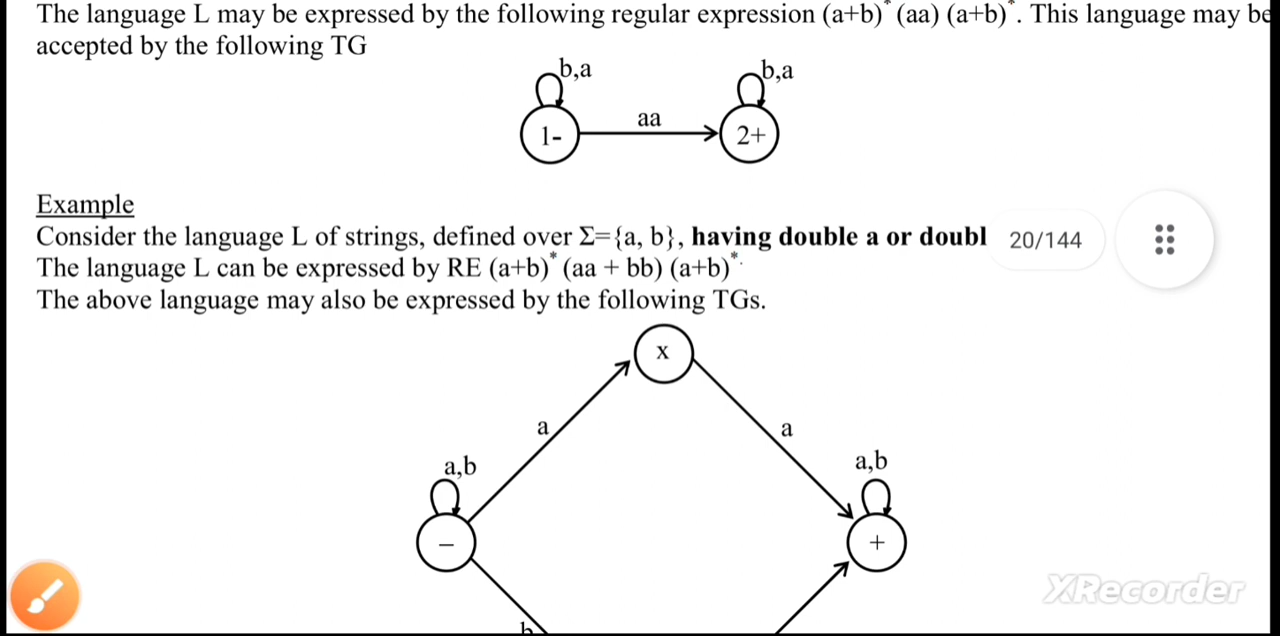 The language L may be expressed by the following regular expression (a+b)* (aa) (a+b)*. This language may be
accepted by the following TG
b,a
b,a
aa
1-
2+
Example
Consider the language L of strings, defined over Σ={a, b}, having double a or doubl
20/144
The language L can be expressed by RE (a+b)* (aa + bb) (a+b)*.
The above language may also be expressed by the following TGs.
x
a
a
a,b
a,b
–
+
b
XRecorder